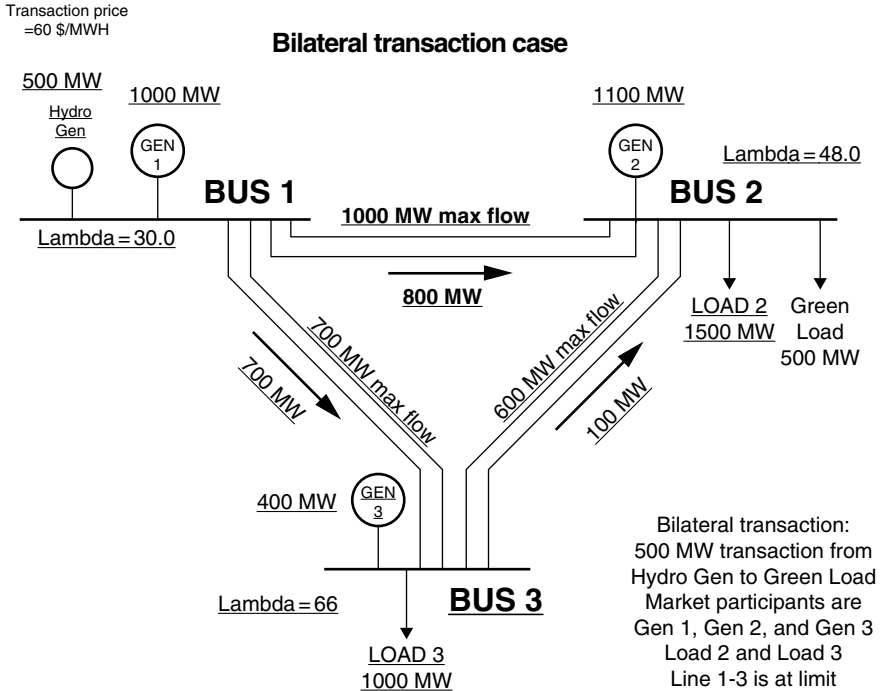 Transaction price
=60 $/MWH
Bilateral transaction case
500 MW
Hydro
Gen
1000 MW
GEN
1
1100 MW
GEN
2
Lambda=48.0
BUS 1
BUS 2
1000 MW max flow
Lambda=30.0
800 MW
LOAD 2
1500 MW
Green
Load
500 MW
700 MW max flow
700 MW
600 MW max flow
100 MW
400 MW
GEN
3
Lambda=66
BUS 3
LOAD 3
1000 MW
Bilateral transaction:
500 MW transaction from
Hydro Gen to Green Load
Market participants are
Gen 1, Gen 2, and Gen 3
Load 2 and Load 3
Line 1-3 is at limit